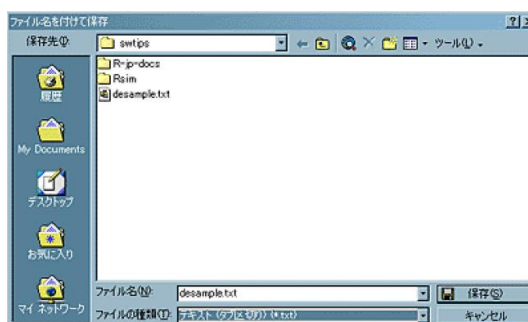 ファイル名を付けて保存
保存先(I): swtips ツール(L)
R-jp-docs
Rsim
desample.txt
履歴
My Documents
デスクトップ
お気に入り
マイ ネットワーク
ファイル名(N): desample.txt 保存(S)
ファイルの種類(T): テキスト (タブ区切り) (*.txt) キャンセル